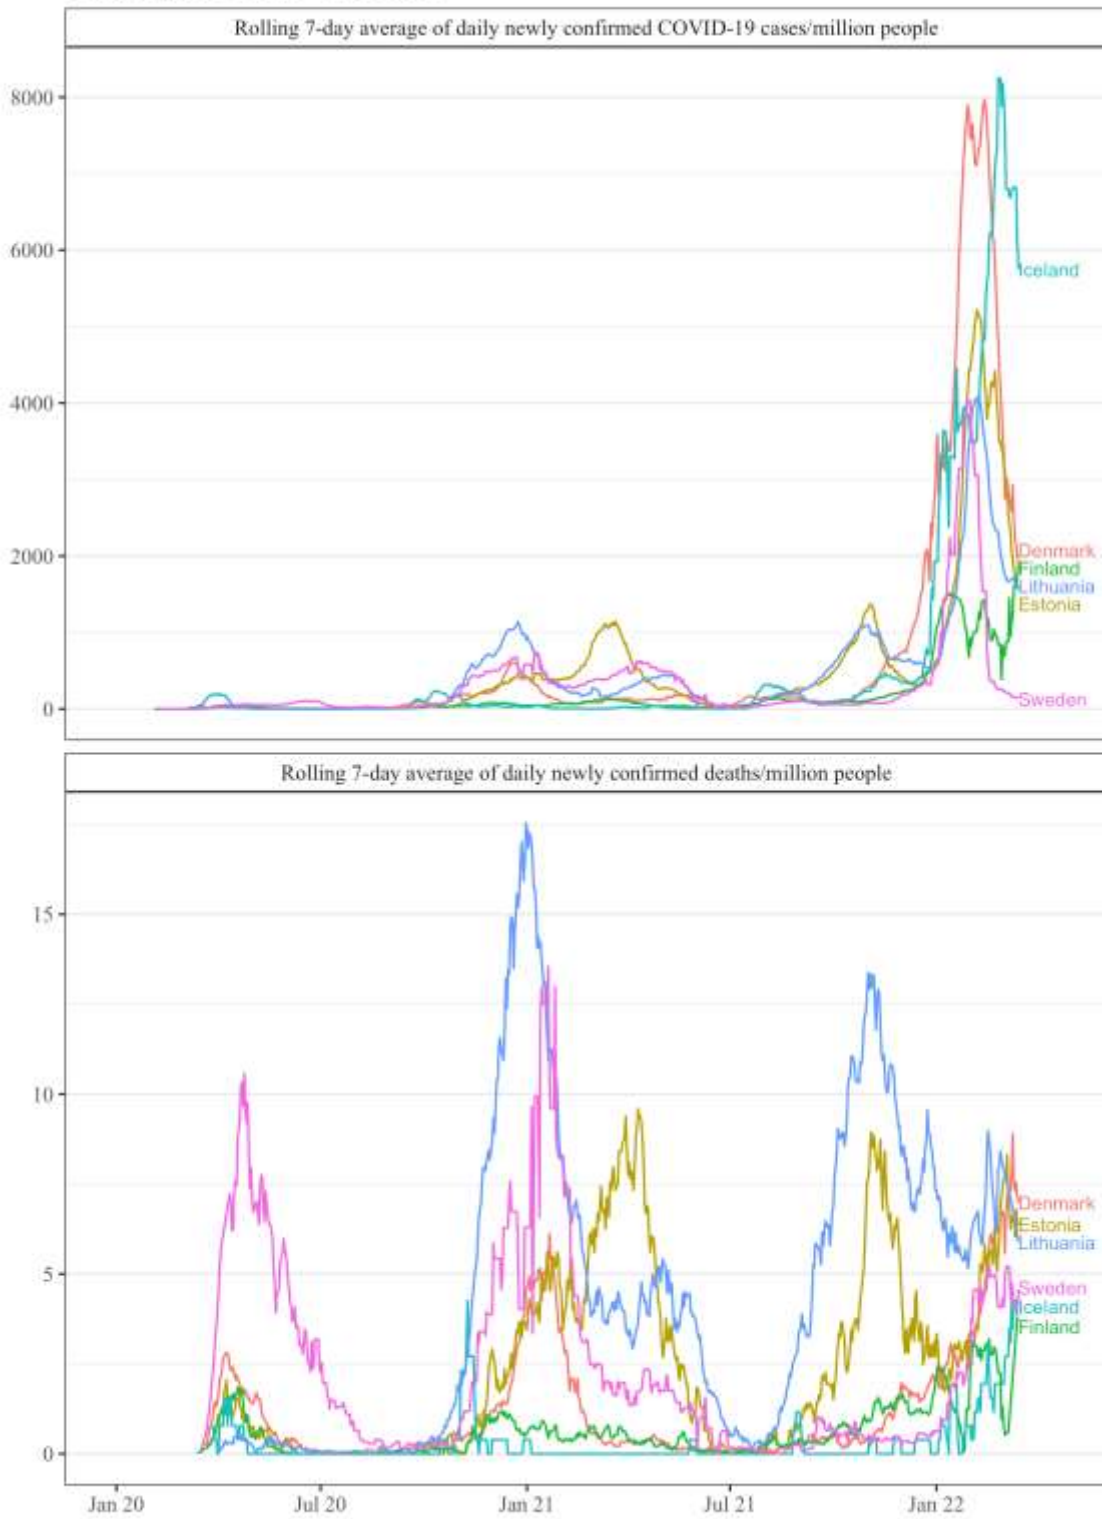 Rolling 7-day average of daily newly confirmed COVID-19 cases/million people
8000
6000
4000
2000
0
Iceland
Denmark
Finland
Lithuania
Estonia
Sweden
Rolling 7-day average of daily newly confirmed deaths/million people
15
10
5
0
Denmark
Estonia
Lithuania
Sweden
Iceland
Finland
Jan 20 Jul 20 Jan 21 Jul 21 Jan 22